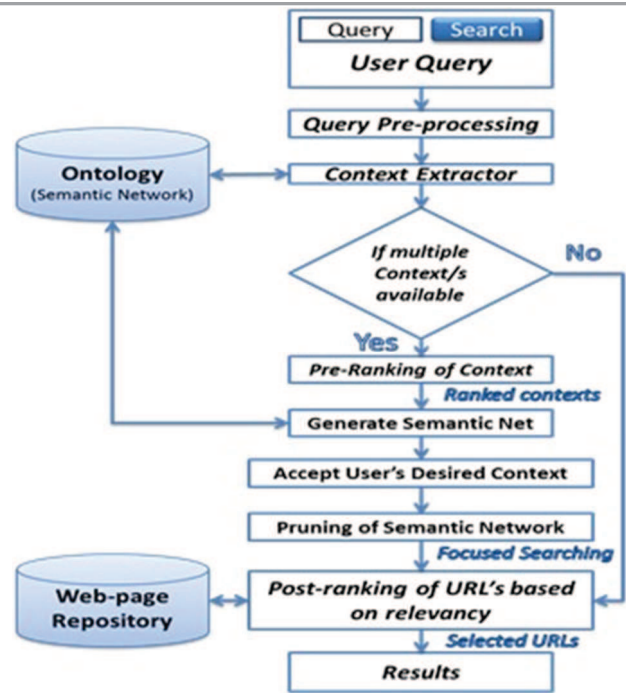 Query Search
User Query
Query Pre-processing
Ontology
(Semantic Network)
Context Extractor
If multiple
Context/s
available
No
Yes
Pre-Ranking of Context
Ranked contexts
Generate Semantic Net
Accept User's Desired Context
Pruning of Semantic Network
Focused Searching
Web-page
Repository
Post-ranking of URL's based
on relevancy
Selected URLs
Results